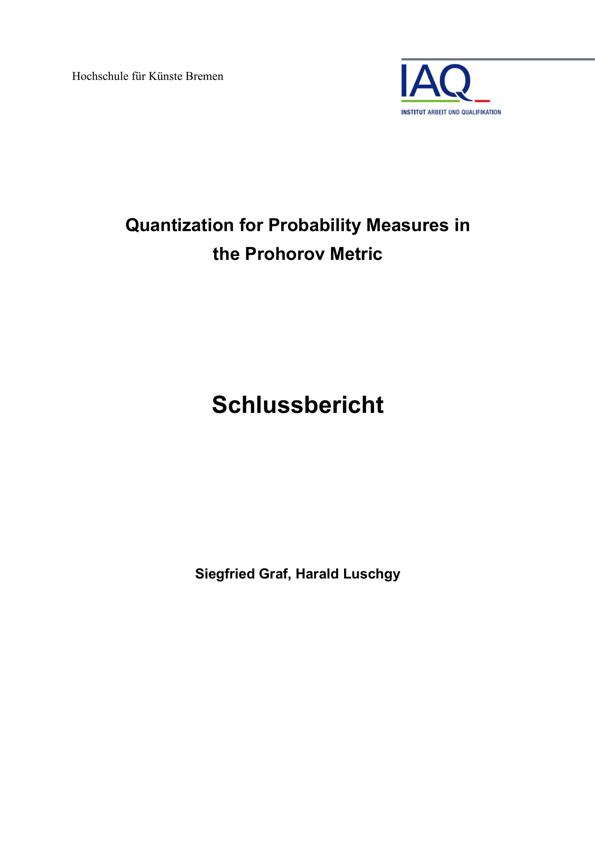 Hochschule für Künste Bremen
IAQ
INSTITUT ARBEIT UND QUALIFIKATION
Quantization for Probability Measures in
the Prohorov Metric
Schlussbericht
Siegfried Graf, Harald Luschgy